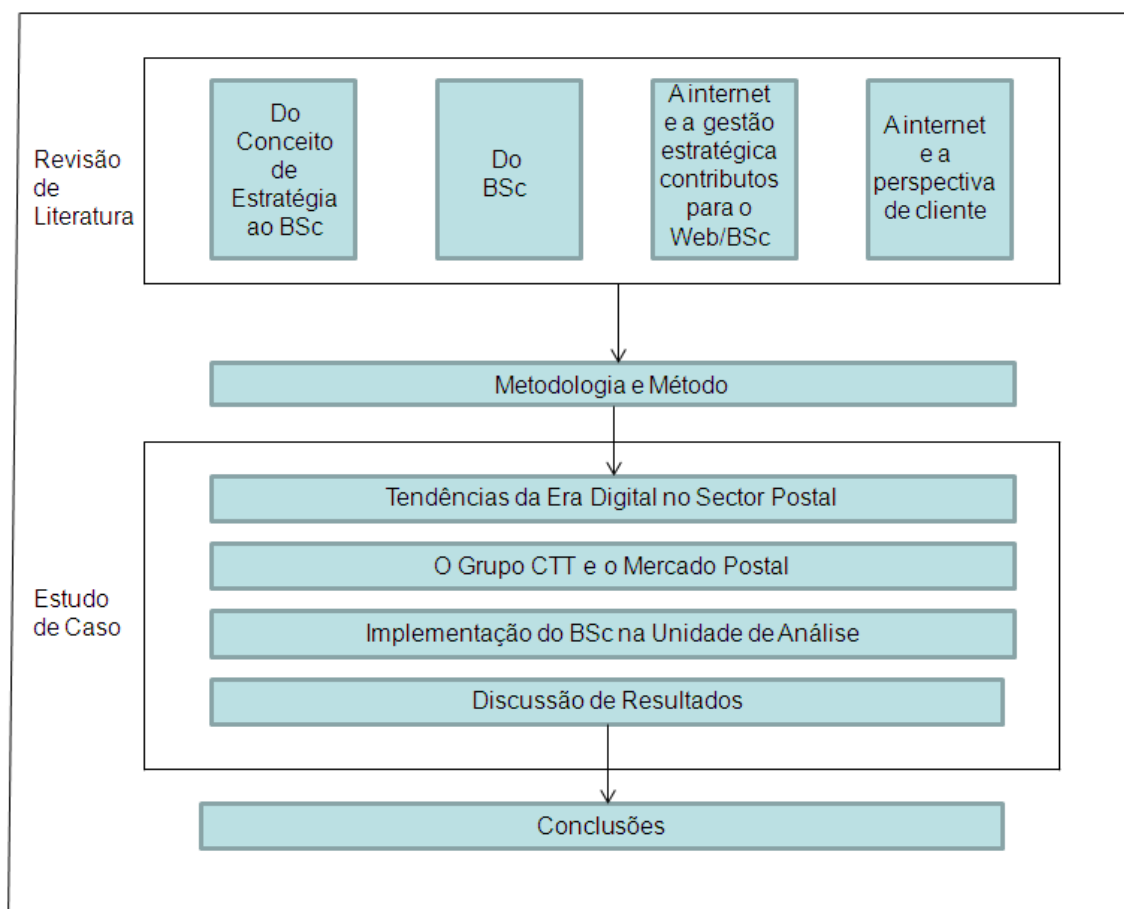 Revisão
de
Literatura
Do
Conceito
de
Estratégia
ao BSc
Do
BSc
A internet
e a gestão
estratégica
contributos
para o
Web/BSc
A internet
e a
perspectiva
de cliente
Metodologia e Método
Estudo
de Caso
Tendências da Era Digital no Sector Postal
O Grupo CTT e o Mercado Postal
Implementação do BSc na Unidade de Análise
Discussão de Resultados
Conclusões